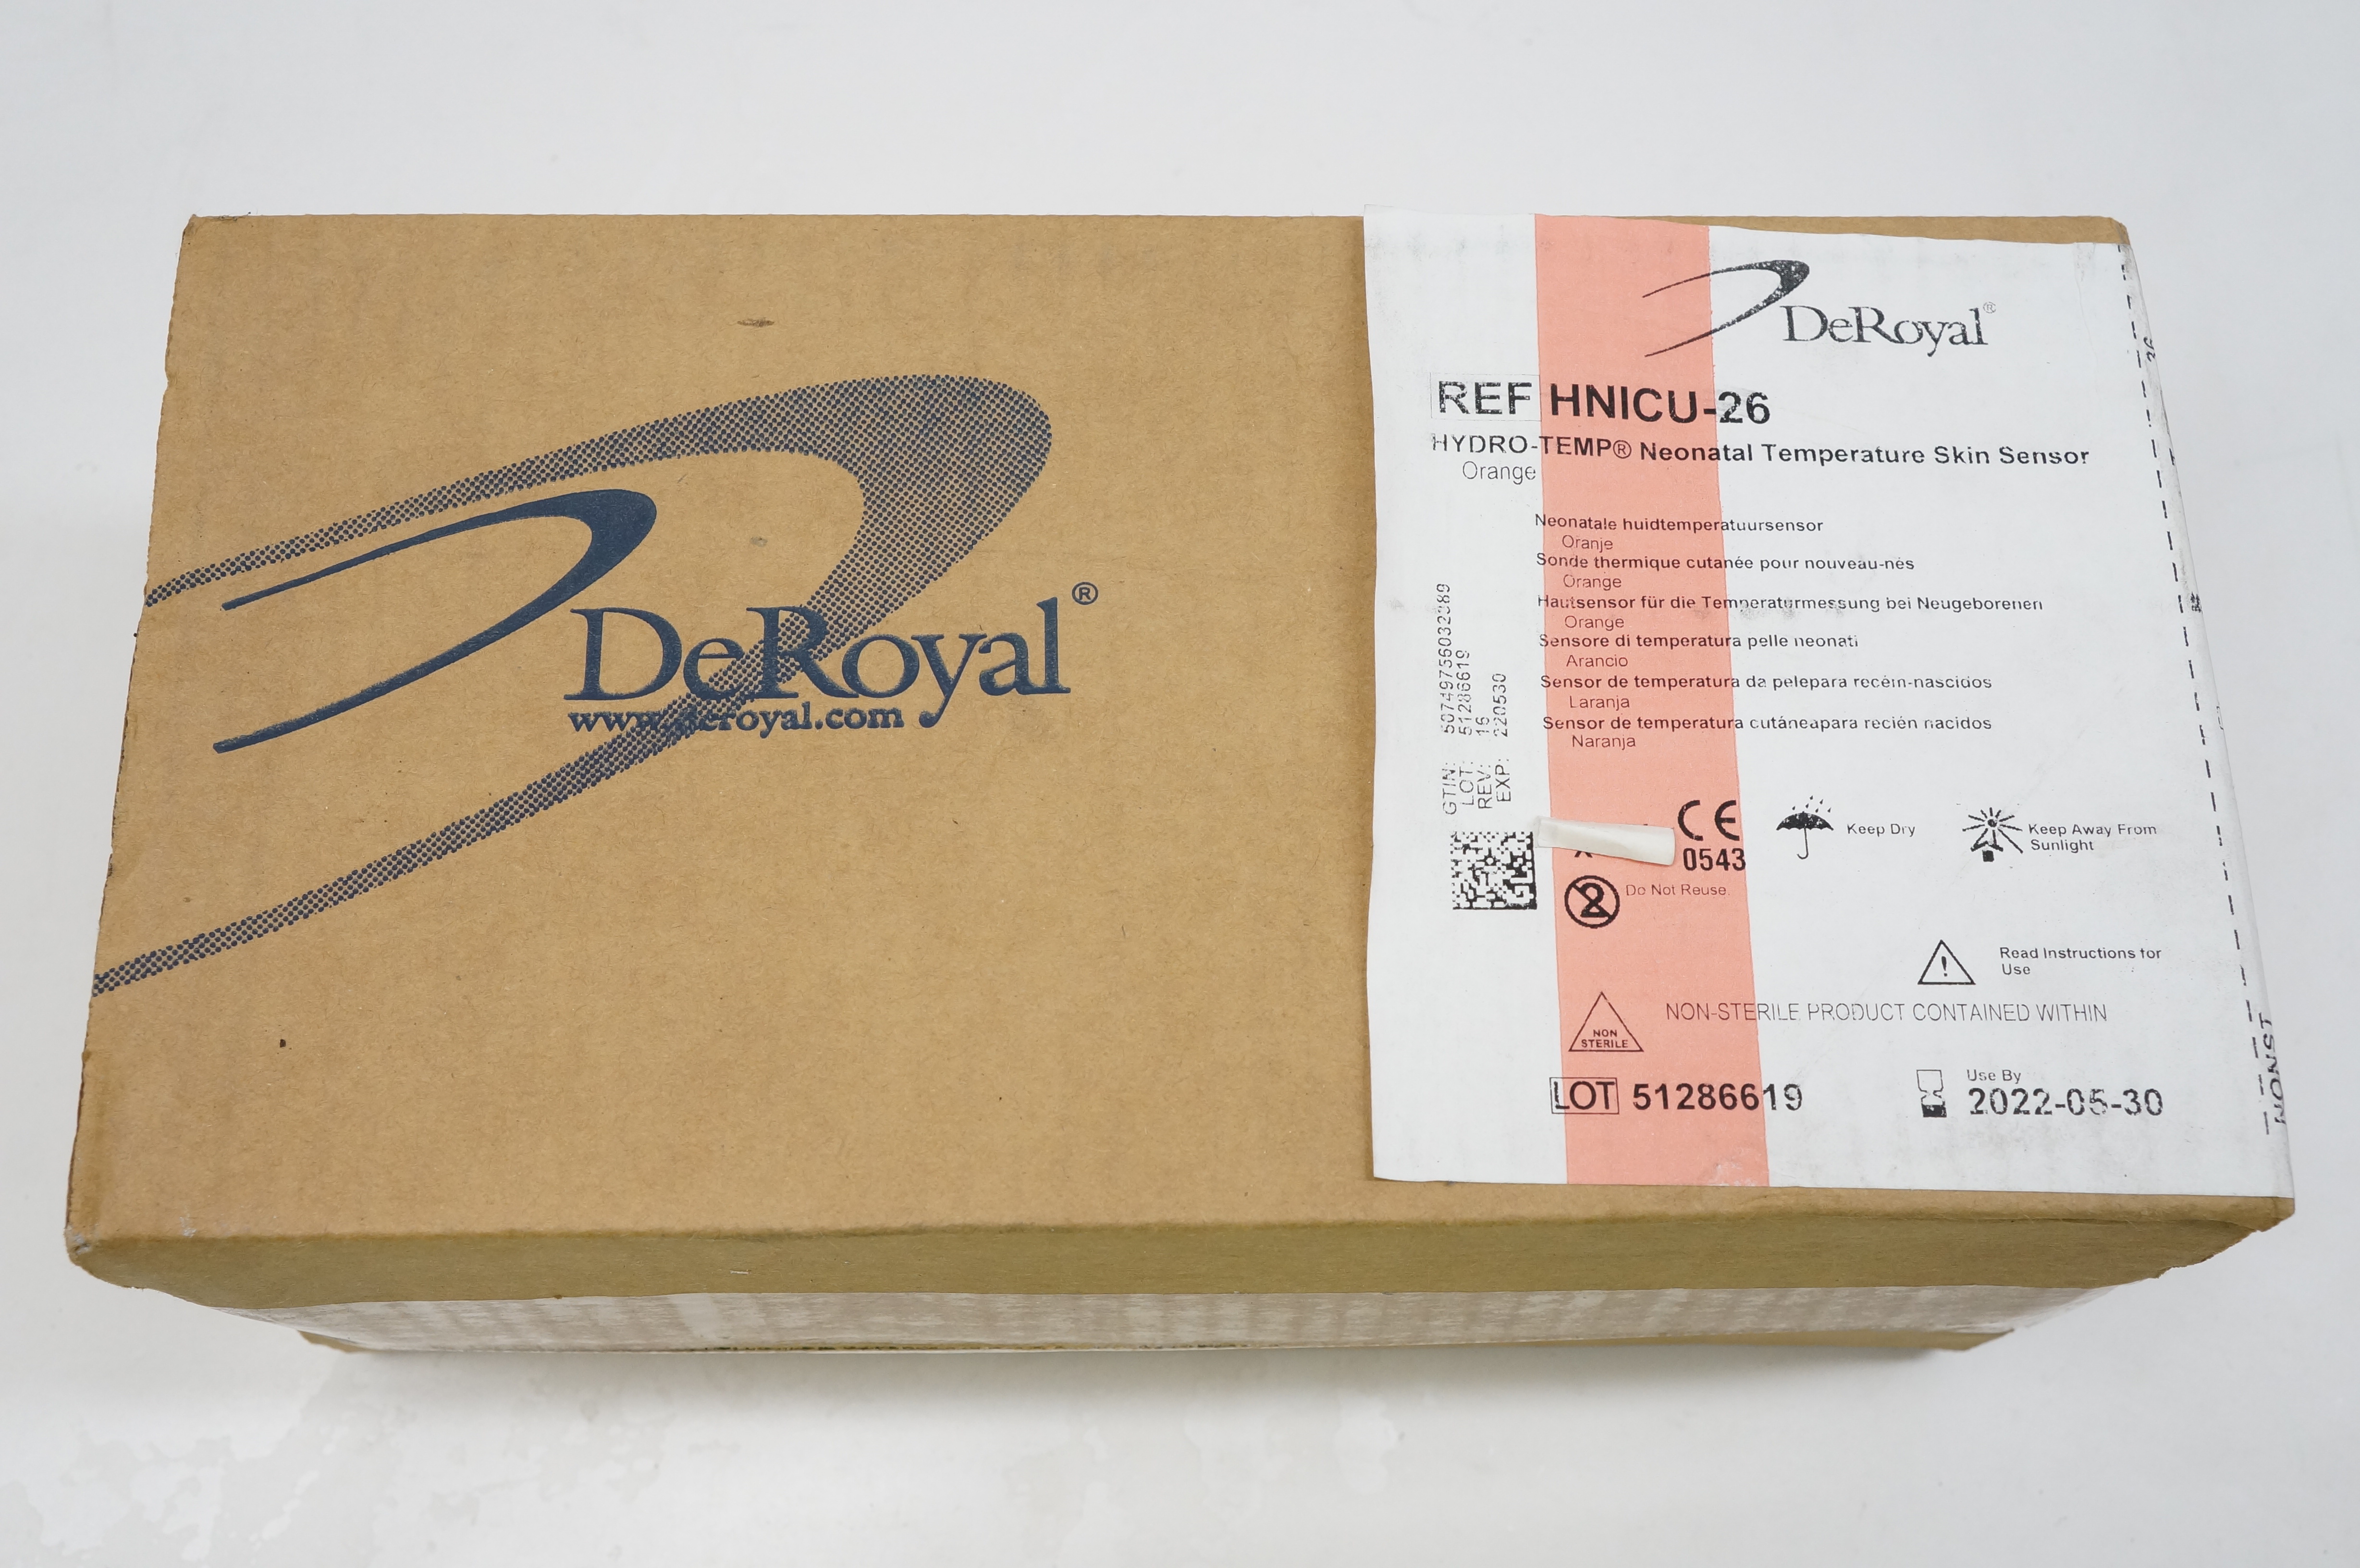 DeRoyal®
www.deroyal.com
DeRoyal®
REF HNICU-26
HYDRO-TEMP® Neonatal Temperature Skin Sensor
Orange
Neonatale huidtemperatuursensor
Oranje
Sonde thermique cutanée pour nouveau-nés
Orange
Hautsensor für die Temperaturmessung bei Neugeborenen
Orange
Sensore di temperatura pelle neonati
Arancio
Sensor de temperatura da pelepara recém-nascidos
Laranja
Sensor de temperatura cutáneapara recién nacidos
Naranja
GTIN: 50749756032289
LOT: 51286619
REV: 16
EXP: 220530
CE
0543
Keep Dry
Keep Away From
Sunlight
2
Do Not Reuse.
Read Instructions for
Use
NON
STERILE
NON-STERILE PRODUCT CONTAINED WITHIN
LOT 51286619
Use By
2022-05-30
NONST